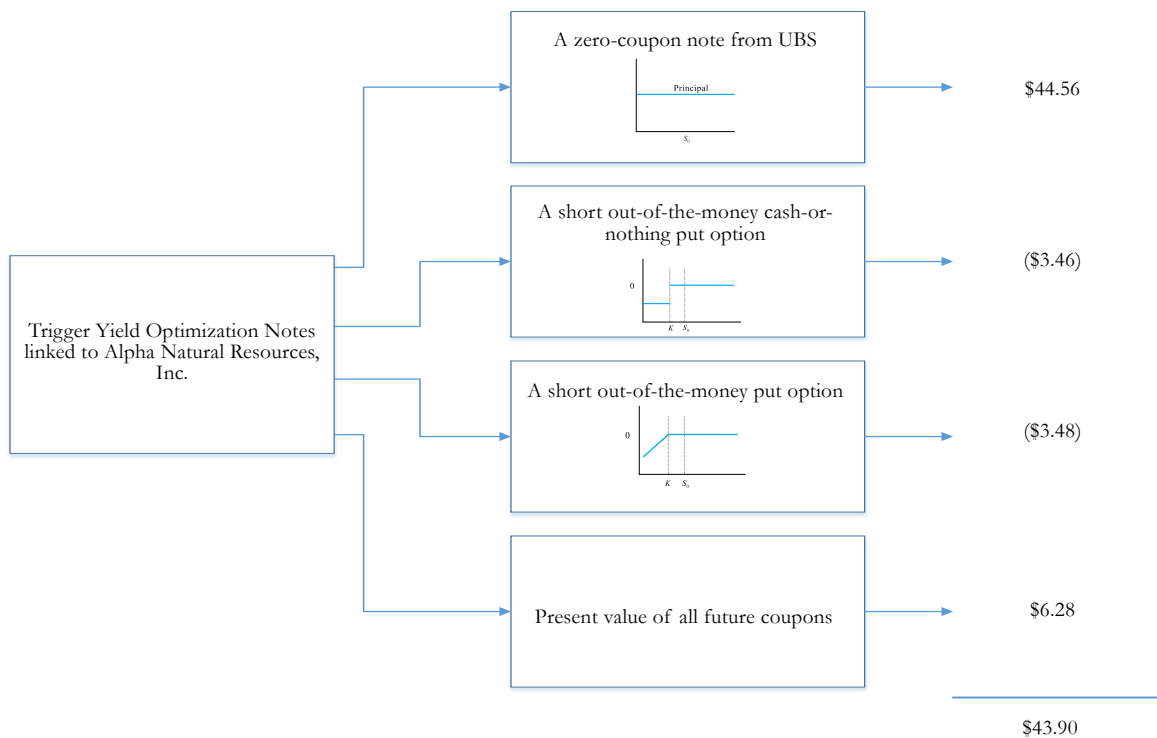 A zero-coupon note from UBS
Principal
S₀
$44.56
A short out-of-the-money cash-or-
nothing put option
0
K S₀
($3.46)
Trigger Yield Optimization Notes
linked to Alpha Natural Resources,
Inc.
A short out-of-the-money put option
0
K S₀
($3.48)
Present value of all future coupons
$6.28
$43.90